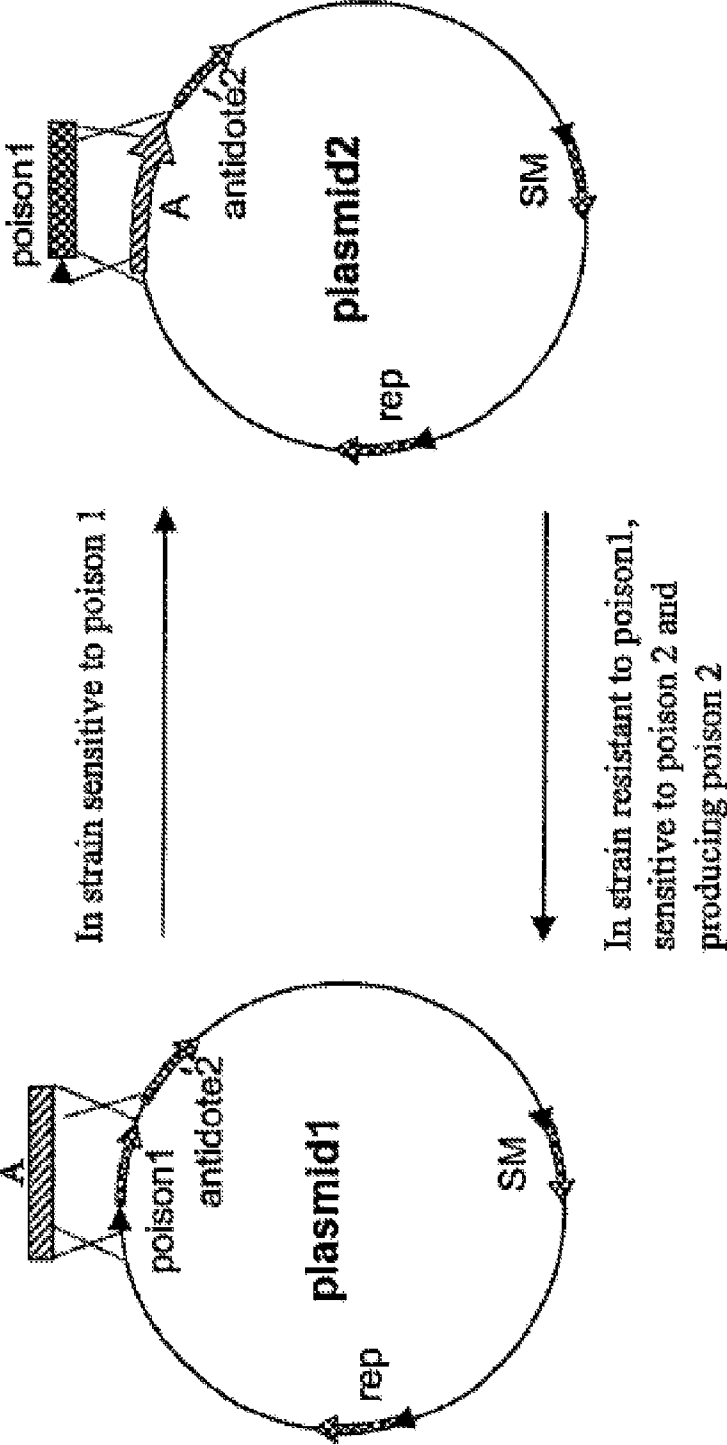 A
poison1
antidote2
plasmid1
rep
SM
In strain sensitive to poison 1
In strain resistant to poison1,
sensitive to poison 2 and
producing poison 2
poison1
A
antidote2
plasmid2
rep
SM